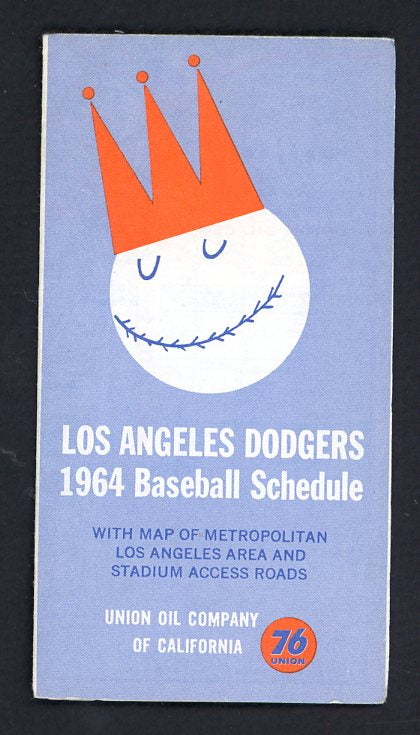 LOS ANGELES DODGERS
1964 Baseball Schedule
WITH MAP OF METROPOLITAN
LOS ANGELES AREA AND
STADIUM ACCESS ROADS
UNION OIL COMPANY
OF CALIFORNIA
76
UNION